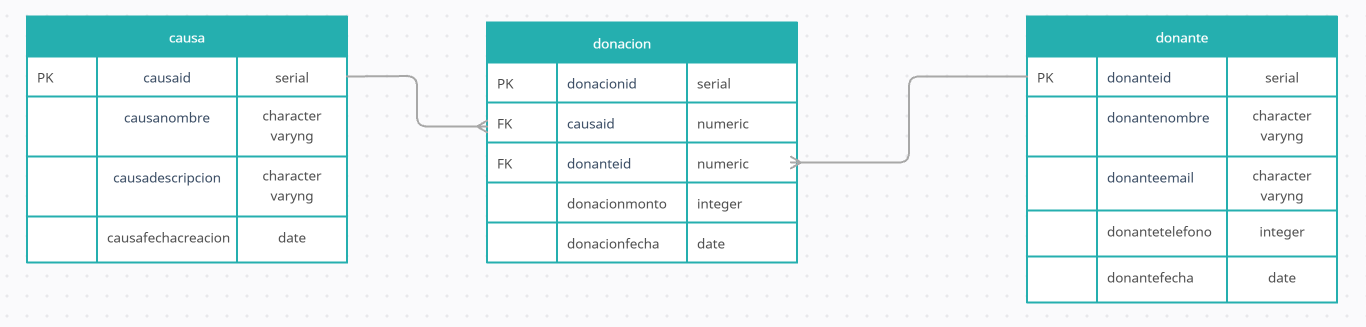 causa
PK causaid serial
causanombre character
varyng
causadescripcion character
varyng
causafechacreacion date
donacion
PK donacionid serial
FK causaid numeric
FK donanteid numeric
donacionmonto integer
donacionfecha date
donante
PK donanteid serial
donantenombre character
varyng
donanteemail character
varyng
donantetelefono integer
donantefecha date